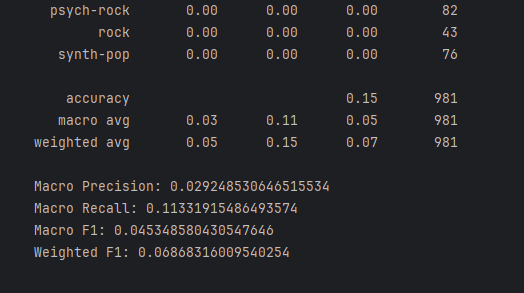 psych-rock 0.00 0.00 0.00 82
rock 0.00 0.00 0.00 43
synth-pop 0.00 0.00 0.00 76
accuracy 0.15 981
macro avg 0.03 0.11 0.05 981
weighted avg 0.05 0.15 0.07 981
Macro Precision: 0.029248530646515534
Macro Recall: 0.11331915486493574
Macro F1: 0.045348580430547646
Weighted F1: 0.06868316009540254